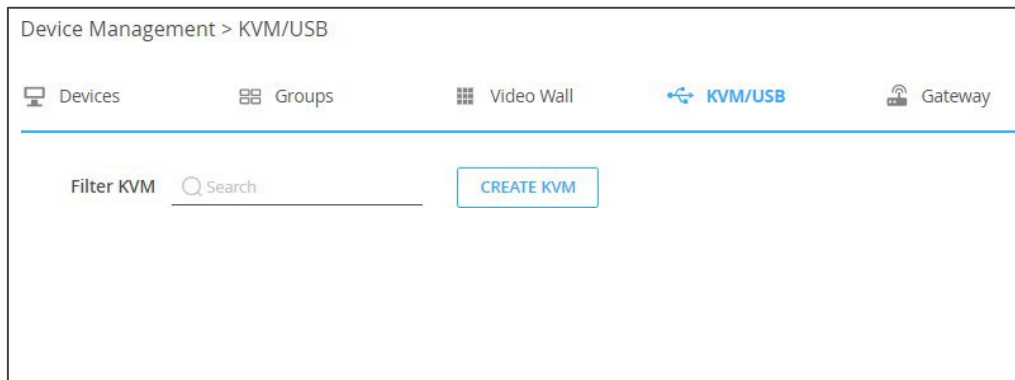 Device Management > KVM/USB
Devices Groups Video Wall KVM/USB Gateway
Filter KVM Search CREATE KVM